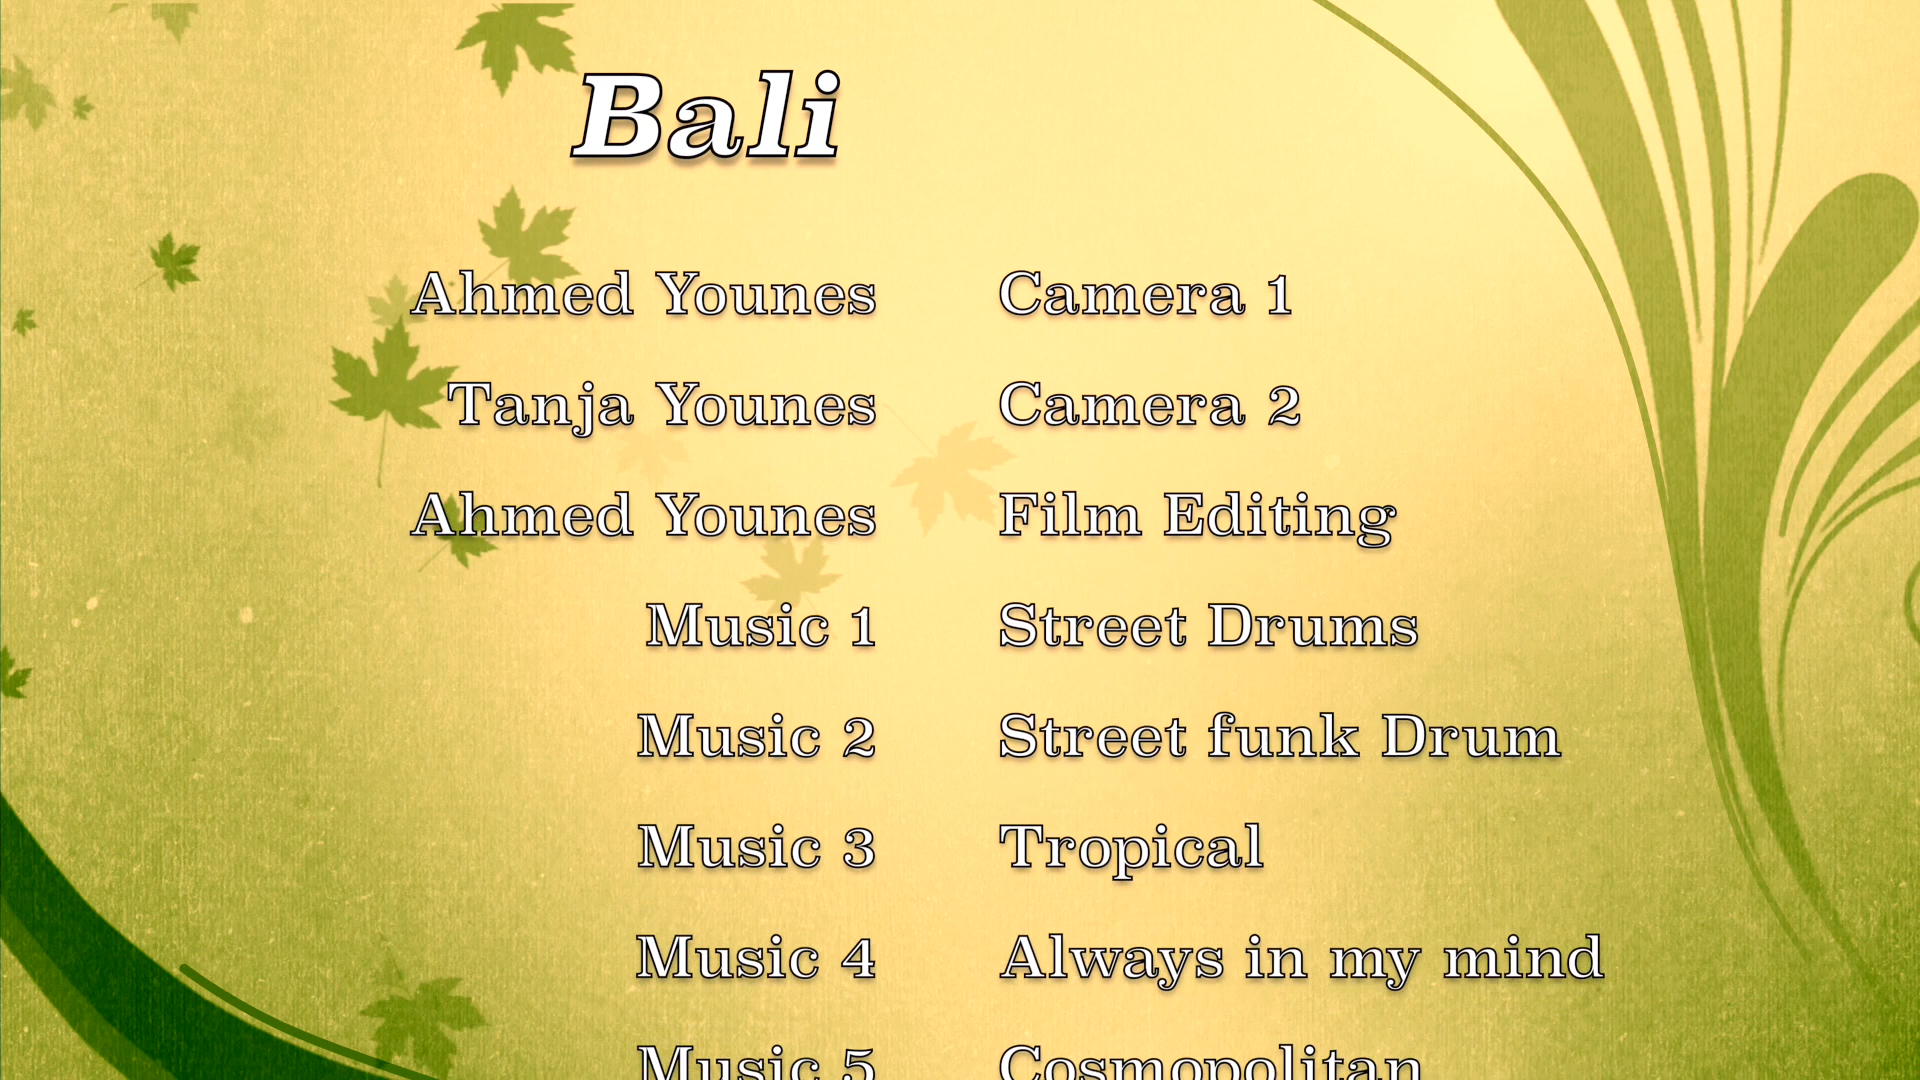 Bali
Ahmed Younes Camera 1
Tanja Younes Camera 2
Ahmed Younes Film Editing
Music 1 Street Drums
Music 2 Street funk Drum
Music 3 Tropical
Music 4 Always in my mind
Music 5 Cosmopolitan